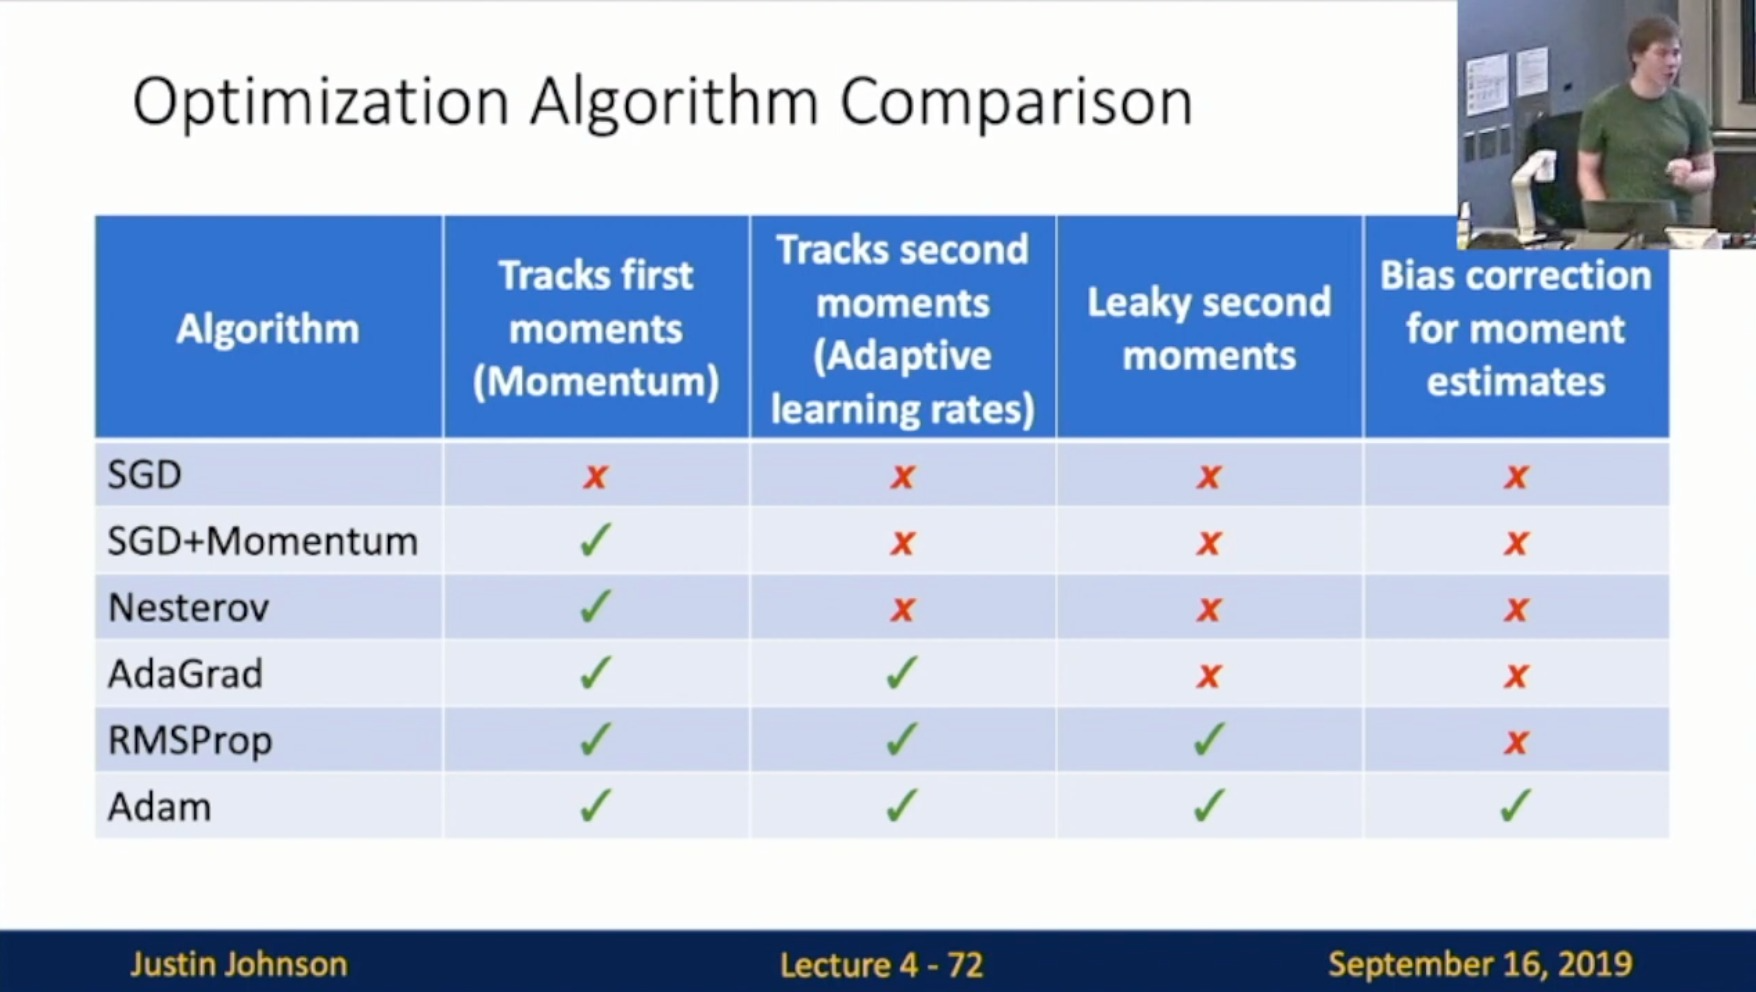 Optimization Algorithm Comparison
Algorithm
Tracks first
moments
(Momentum)
Tracks second
moments
(Adaptive
learning rates)
Leaky second
moments
Bias correction
for moment
estimates
SGD x x x x
SGD+Momentum ✓ x x x
Nesterov ✓ x x x
AdaGrad ✓ ✓ x x
RMSProp ✓ ✓ ✓ x
Adam ✓ ✓ ✓ ✓
Justin Johnson
Lecture 4 - 72
September 16, 2019